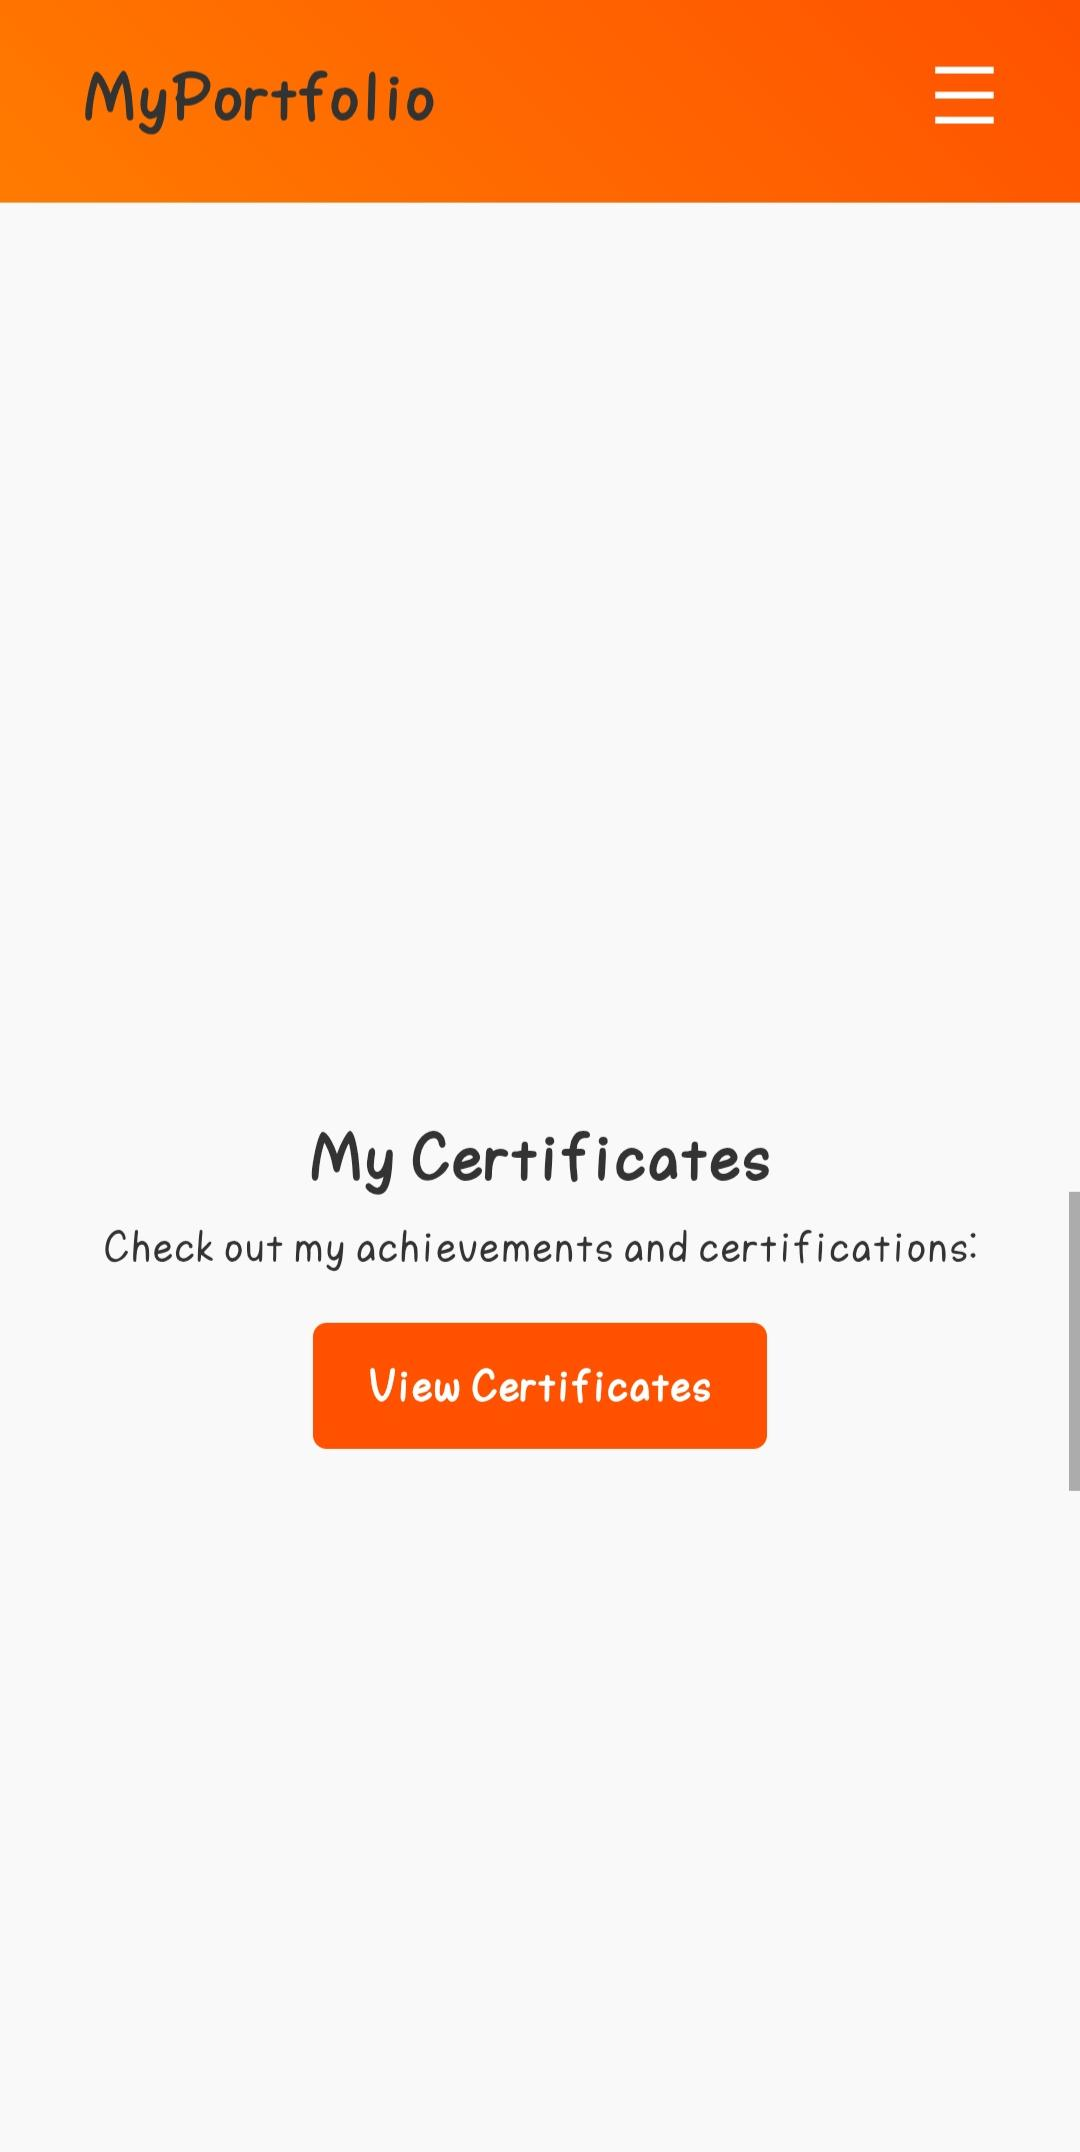 MyPortfolio
My Certificates
Check out my achievements and certifications:
View Certificates